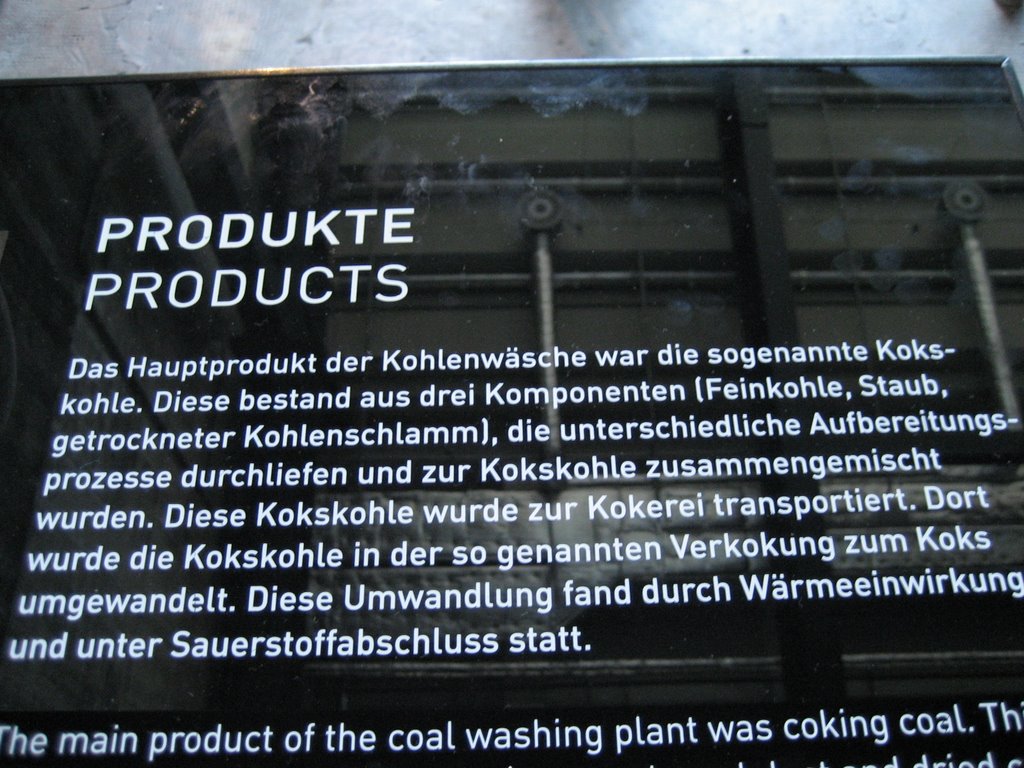 PRODUKTE
PRODUCTS
Das Hauptprodukt der Kohlenwäsche war die sogenannte Koks-
kohle. Diese bestand aus drei Komponenten (Feinkohle, Staub,
getrockneter Kohlenschlamm), die unterschiedliche Aufbereitungs-
prozesse durchliefen und zur Kokskohle zusammengemischt
wurden. Diese Kokskohle wurde zur Kokerei transportiert. Dort
wurde die Kokskohle in der so genannten Verkokung zum Koks
umgewandelt. Diese Umwandlung fand durch Wärmeeinwirkung
und unter Sauerstoffabschluss statt.
The main product of the coal washing plant was coking coal.
and dried